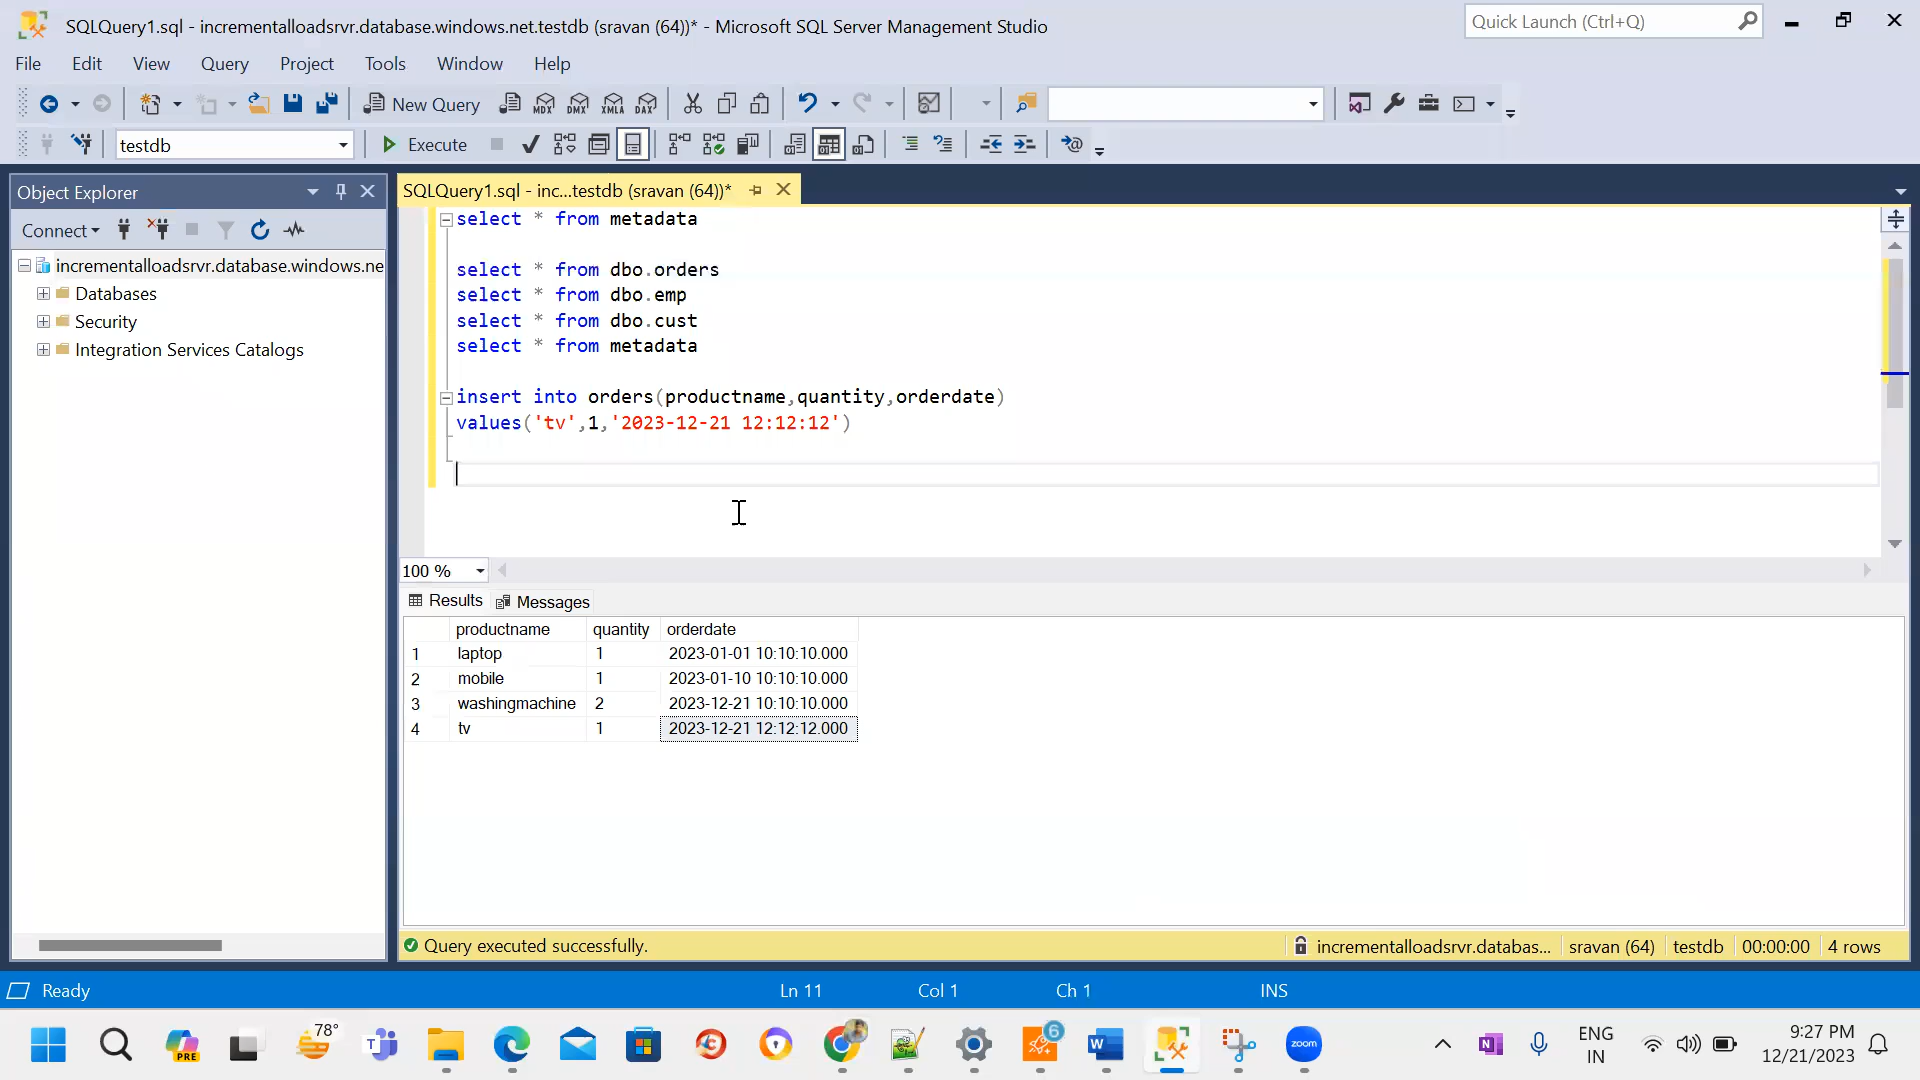 SQLQuery1.sql - incrementalloadsrvr.database.windows.net.testdb (sravan (64))* - Microsoft SQL Server Management Studio
Quick Launch (Ctrl+Q)
File Edit View Query Project Tools Window Help
New Query MDX DMX XMLA DAX
testdb Execute
Object Explorer
SQLQuery1.sql - inc...testdb (sravan (64))*
Connect
incrementalloadsrvr.database.windows.ne
Databases
Security
Integration Services Catalogs
select * from metadata
select * from dbo.orders
select * from dbo.emp
select * from dbo.cust
select * from metadata
insert into orders(productname,quantity,orderdate)
values('tv',1,'2023-12-21 12:12:12')
100 %
Results Messages
productname quantity orderdate
1 laptop 1 2023-01-01 10:10:10.000
2 mobile 1 2023-01-10 10:10:10.000
3 washingmachine 2 2023-12-21 10:10:10.000
4 tv 1 2023-12-21 12:12:12.000
Query executed successfully. incrementalloadsrvr.databas... sravan (64) testdb 00:00:00 4 rows
Ready Ln 11 Col 1 Ch 1 INS
PRE 78° T 6 W zoom N ENG IN 9:27 PM
12/21/2023